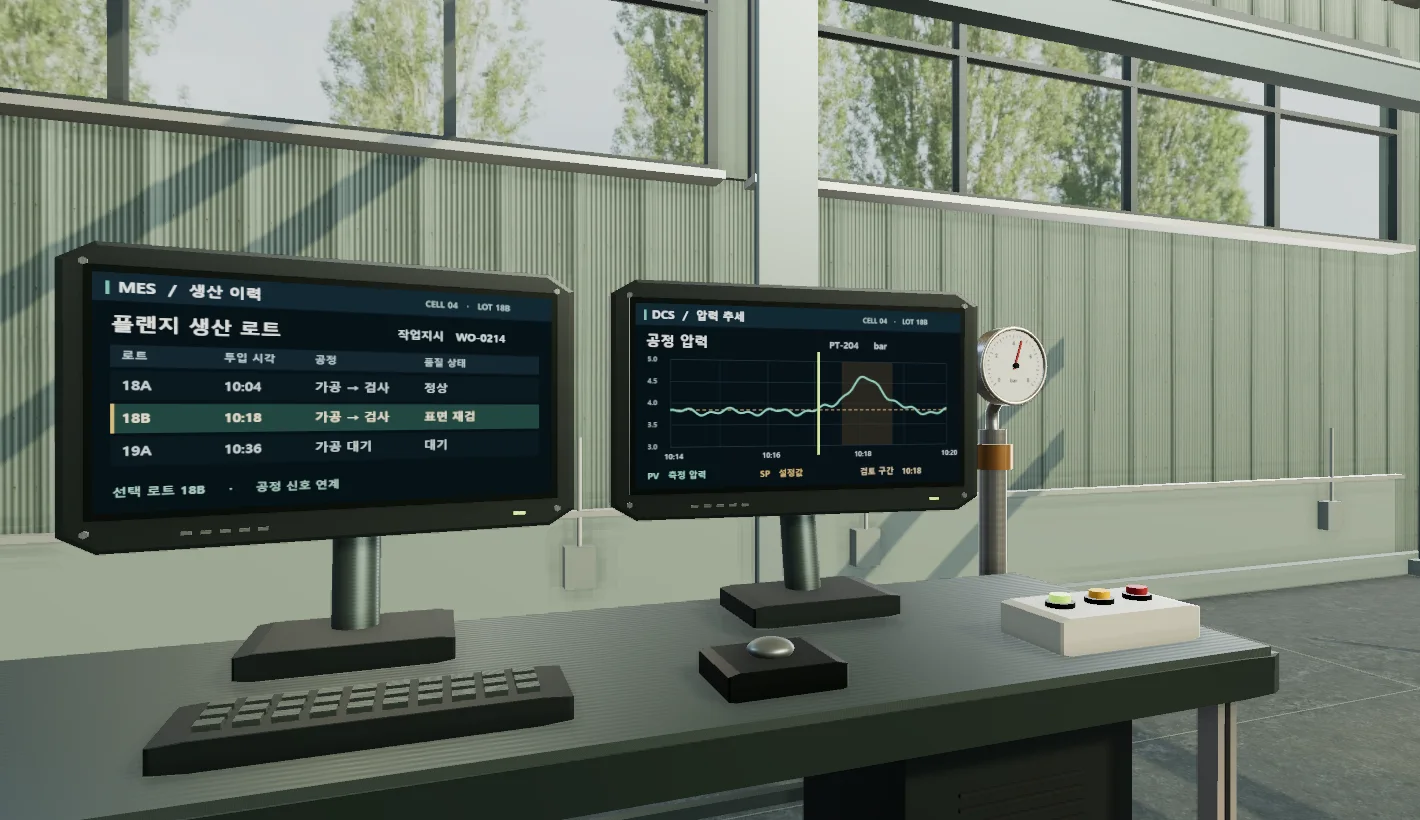 MES / 생산 이력
CELL 04 · LOT 18B
플랜지 생산 로트
작업지시 WO-0214
로트 투입 시각 공정 품질 상태
18A 10:04 가공 → 검사 정상
18B 10:18 가공 → 검사 표면 재검
19A 10:36 가공 대기 대기
선택 로트 18B · 공정 신호 연계
DCS / 압력 추세
CELL 04 · LOT 18B
공정 압력
PT-204 bar
5.0
4.5
4.0
3.5
3.0
10:14 10:16 10:18 10:20
PV 측정 압력 SP 설정값 검토 구간 10:18